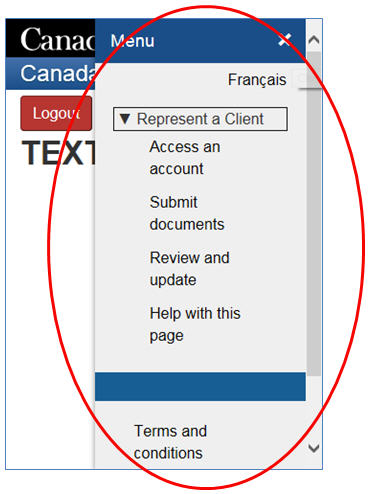 Canad
Menu ×
Canada
Français
Logout
▼ Represent a Client
TEXT
Access an
account
Submit
documents
Review and
update
Help with this
page
Terms and
conditions